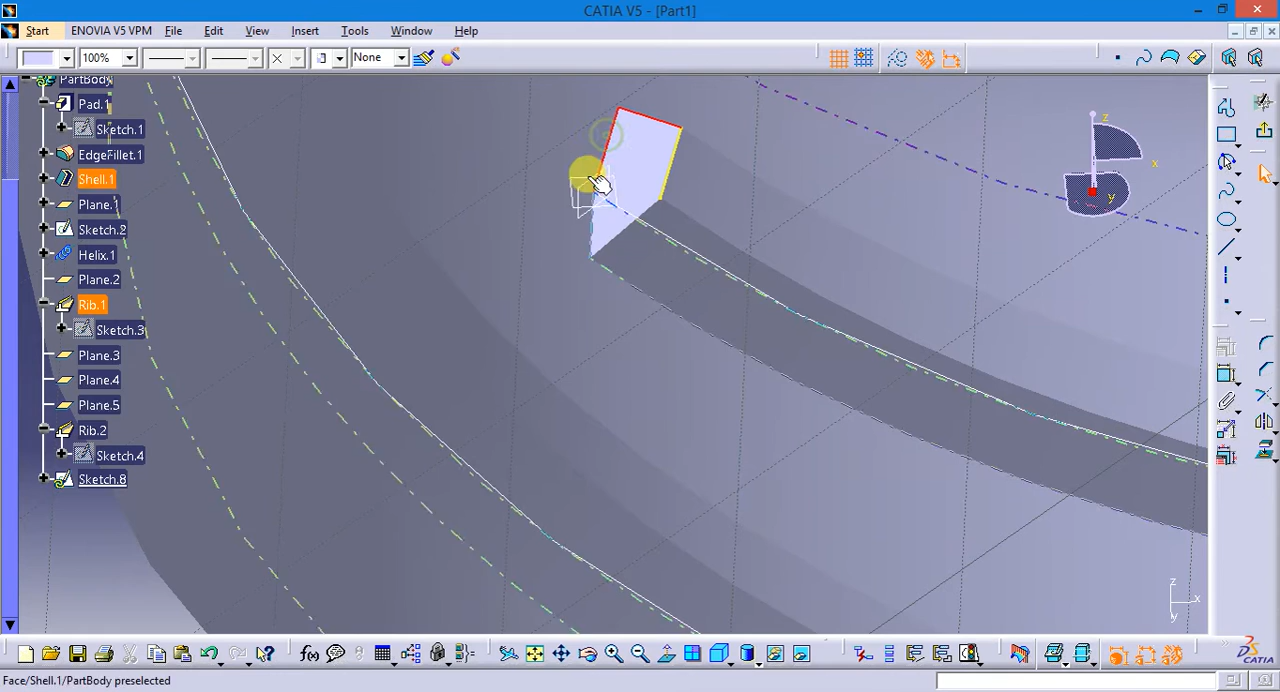 CATIA V5 - [Part1]
Start ENOVIA V5 VPM File Edit View Insert Tools Window Help
100% None
PartBody
Pad.1
Sketch.1
EdgeFillet.1
Shell.1
Plane.1
Sketch.2
Helix.1
Plane.2
Rib.1
Sketch.3
Plane.3
Plane.4
Plane.5
Rib.2
Sketch.4
Sketch.8
z
x
y
z
x
y
f(x)
Face/Shell.1/PartBody preselected
CATIA